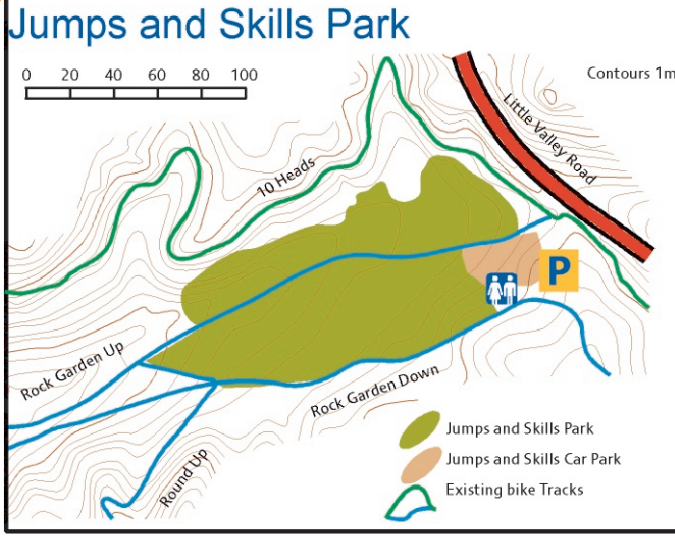 Jumps and Skills Park
0 20 40 60 80 100
Contours 1m
Little Valley Road
10 Heads
P
Rock Garden Up
Rock Garden Down
Round Up
Jumps and Skills Park
Jumps and Skills Car Park
Existing bike Tracks